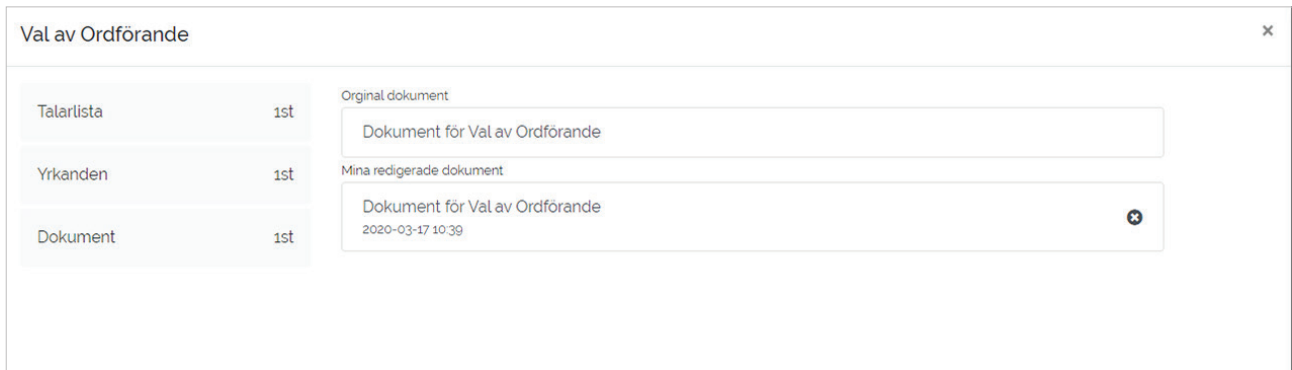 Val av Ordförande ×
Talarlista 1st
Yrkanden 1st
Dokument 1st
Orginal dokument
Dokument för Val av Ordförande
Mina redigerade dokument
Dokument för Val av Ordförande
2020-03-17 10:39